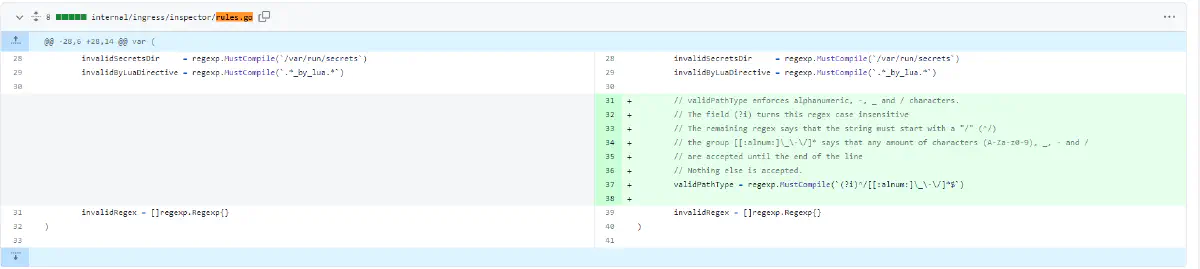 8 internal/ingress/inspector/rules.go
@@ -28,6 +28,14 @@ var (
28 invalidSecretsDir = regexp.MustCompile(`/var/run/secrets`)
29 invalidByLuaDirective = regexp.MustCompile(`.*_by_lua.*`)
30
31 invalidRegex = []regexp.Regexp{}
32 )
33
28 invalidSecretsDir = regexp.MustCompile(`/var/run/secrets`)
29 invalidByLuaDirective = regexp.MustCompile(`.*_by_lua.*`)
30
31 + // validPathType enforces alphanumeric, -, _ and / characters.
32 + // The field (?i) turns this regex case insensitive
33 + // The remaining regex says that the string must start with a "/" (^/)
34 + // the group [[:alnum:]\_\-\/]* says that any amount of characters (A-Za-z0-9), _, - and /
35 + // are accepted until the end of the line
36 + // Nothing else is accepted.
37 + validPathType = regexp.MustCompile(`(?i)^/[[:alnum:]\_\-\/]*$`)
38 +
39 invalidRegex = []regexp.Regexp{}
40 )
41